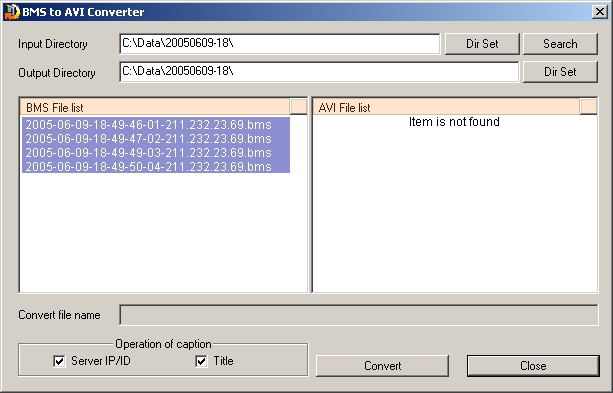 BMS to AVI Converter
Input Directory C:\Data\20050609-18\ Dir Set Search
Output Directory C:\Data\20050609-18\ Dir Set
BMS File list AVI File list
2005-06-09-18-49-46-01-211.232.23.69.bms Item is not found
2005-06-09-18-49-47-02-211.232.23.69.bms
2005-06-09-18-49-49-03-211.232.23.69.bms
2005-06-09-18-49-50-04-211.232.23.69.bms
Convert file name
Operation of caption
Server IP/ID Title Convert Close